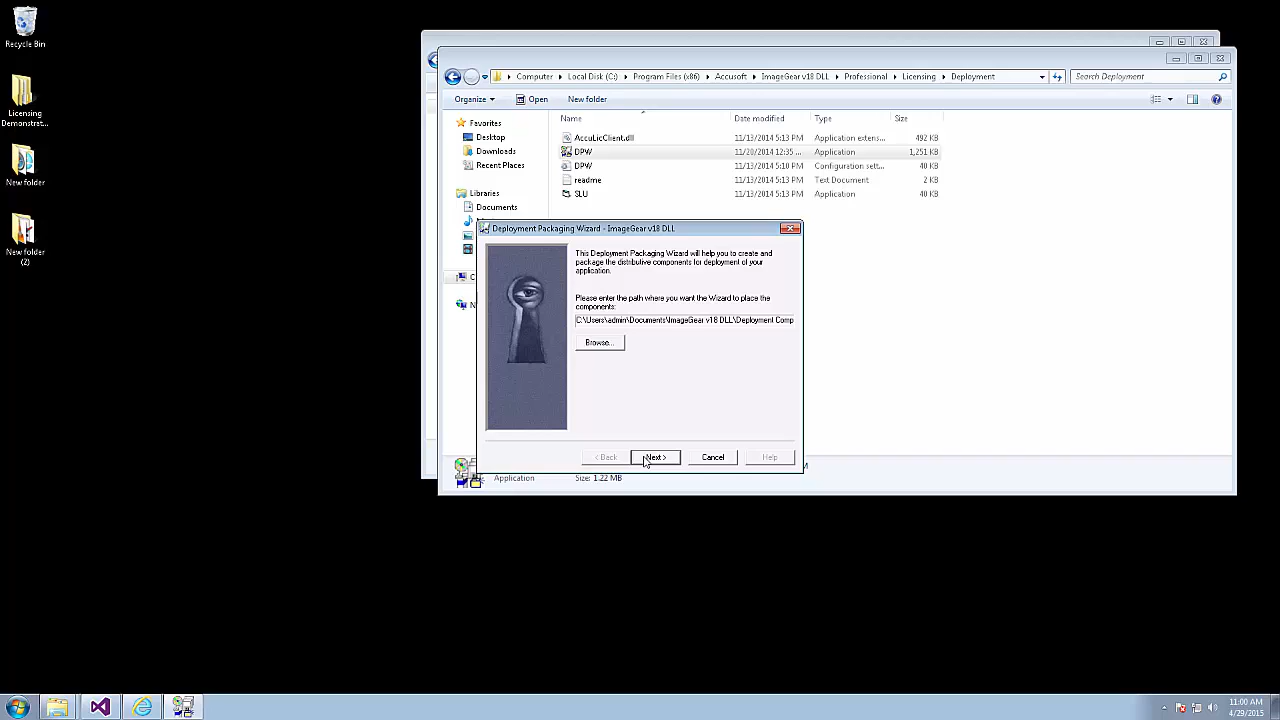 Recycle Bin
Licensing
Demonstrat...
New folder
New folder
(2)
Computer
Local Disk (C:)
Program Files (x86)
Accusoft
ImageGear v18 DLL
Professional
Licensing
Deployment
Search Deployment
Organize
Open
New folder
Favorites
Desktop
Downloads
Recent Places
Libraries
Documents
Name
Date modified
Type
Size
AccuLicClient.dll
11/13/2014 5:13 PM
Application extens...
492 KB
DPW
11/20/2014 12:35 ...
Application
1,251 KB
DPW
11/13/2014 5:10 PM
Configuration sett...
40 KB
readme
11/13/2014 5:13 PM
Text Document
2 KB
SLU
11/13/2014 5:13 PM
Application
40 KB
Deployment Packaging Wizard - ImageGear v18 DLL
This Deployment Packaging Wizard will help you to create and
package the distributive components for deployment of your
application.
Please enter the path where you want the Wizard to place the
components:
C:\Users\admin\Documents\ImageGear v18 DLL\Deployment Comp
Browse...
< Back
Next >
Cancel
Help
Application
Size: 1.22 MB
11:00 AM
4/29/2015